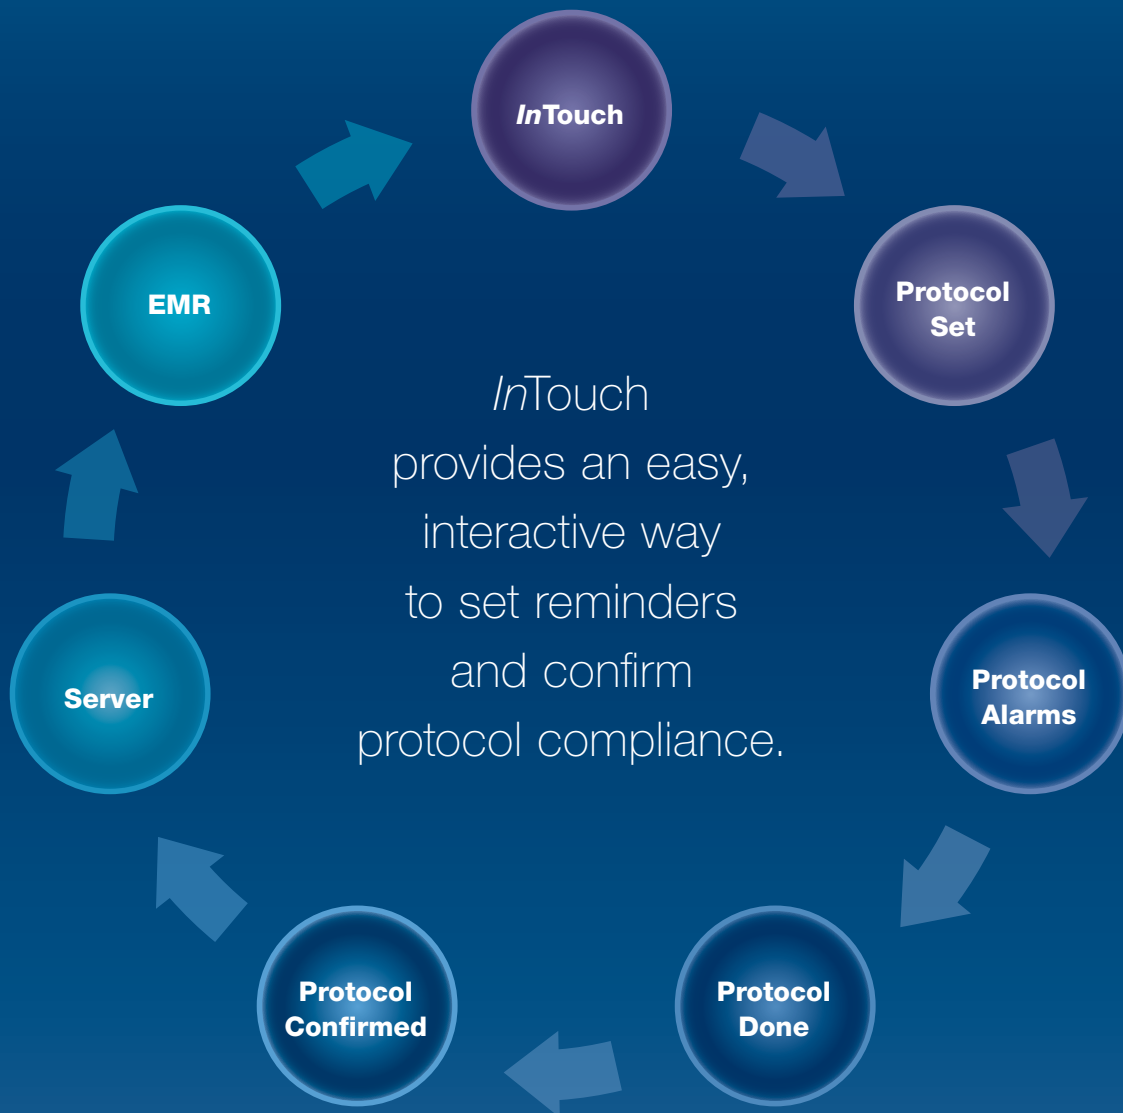 InTouch
Protocol
Set
Protocol
Alarms
Protocol
Done
Protocol
Confirmed
Server
EMR
InTouch
provides an easy,
interactive way
to set reminders
and confirm
protocol compliance.